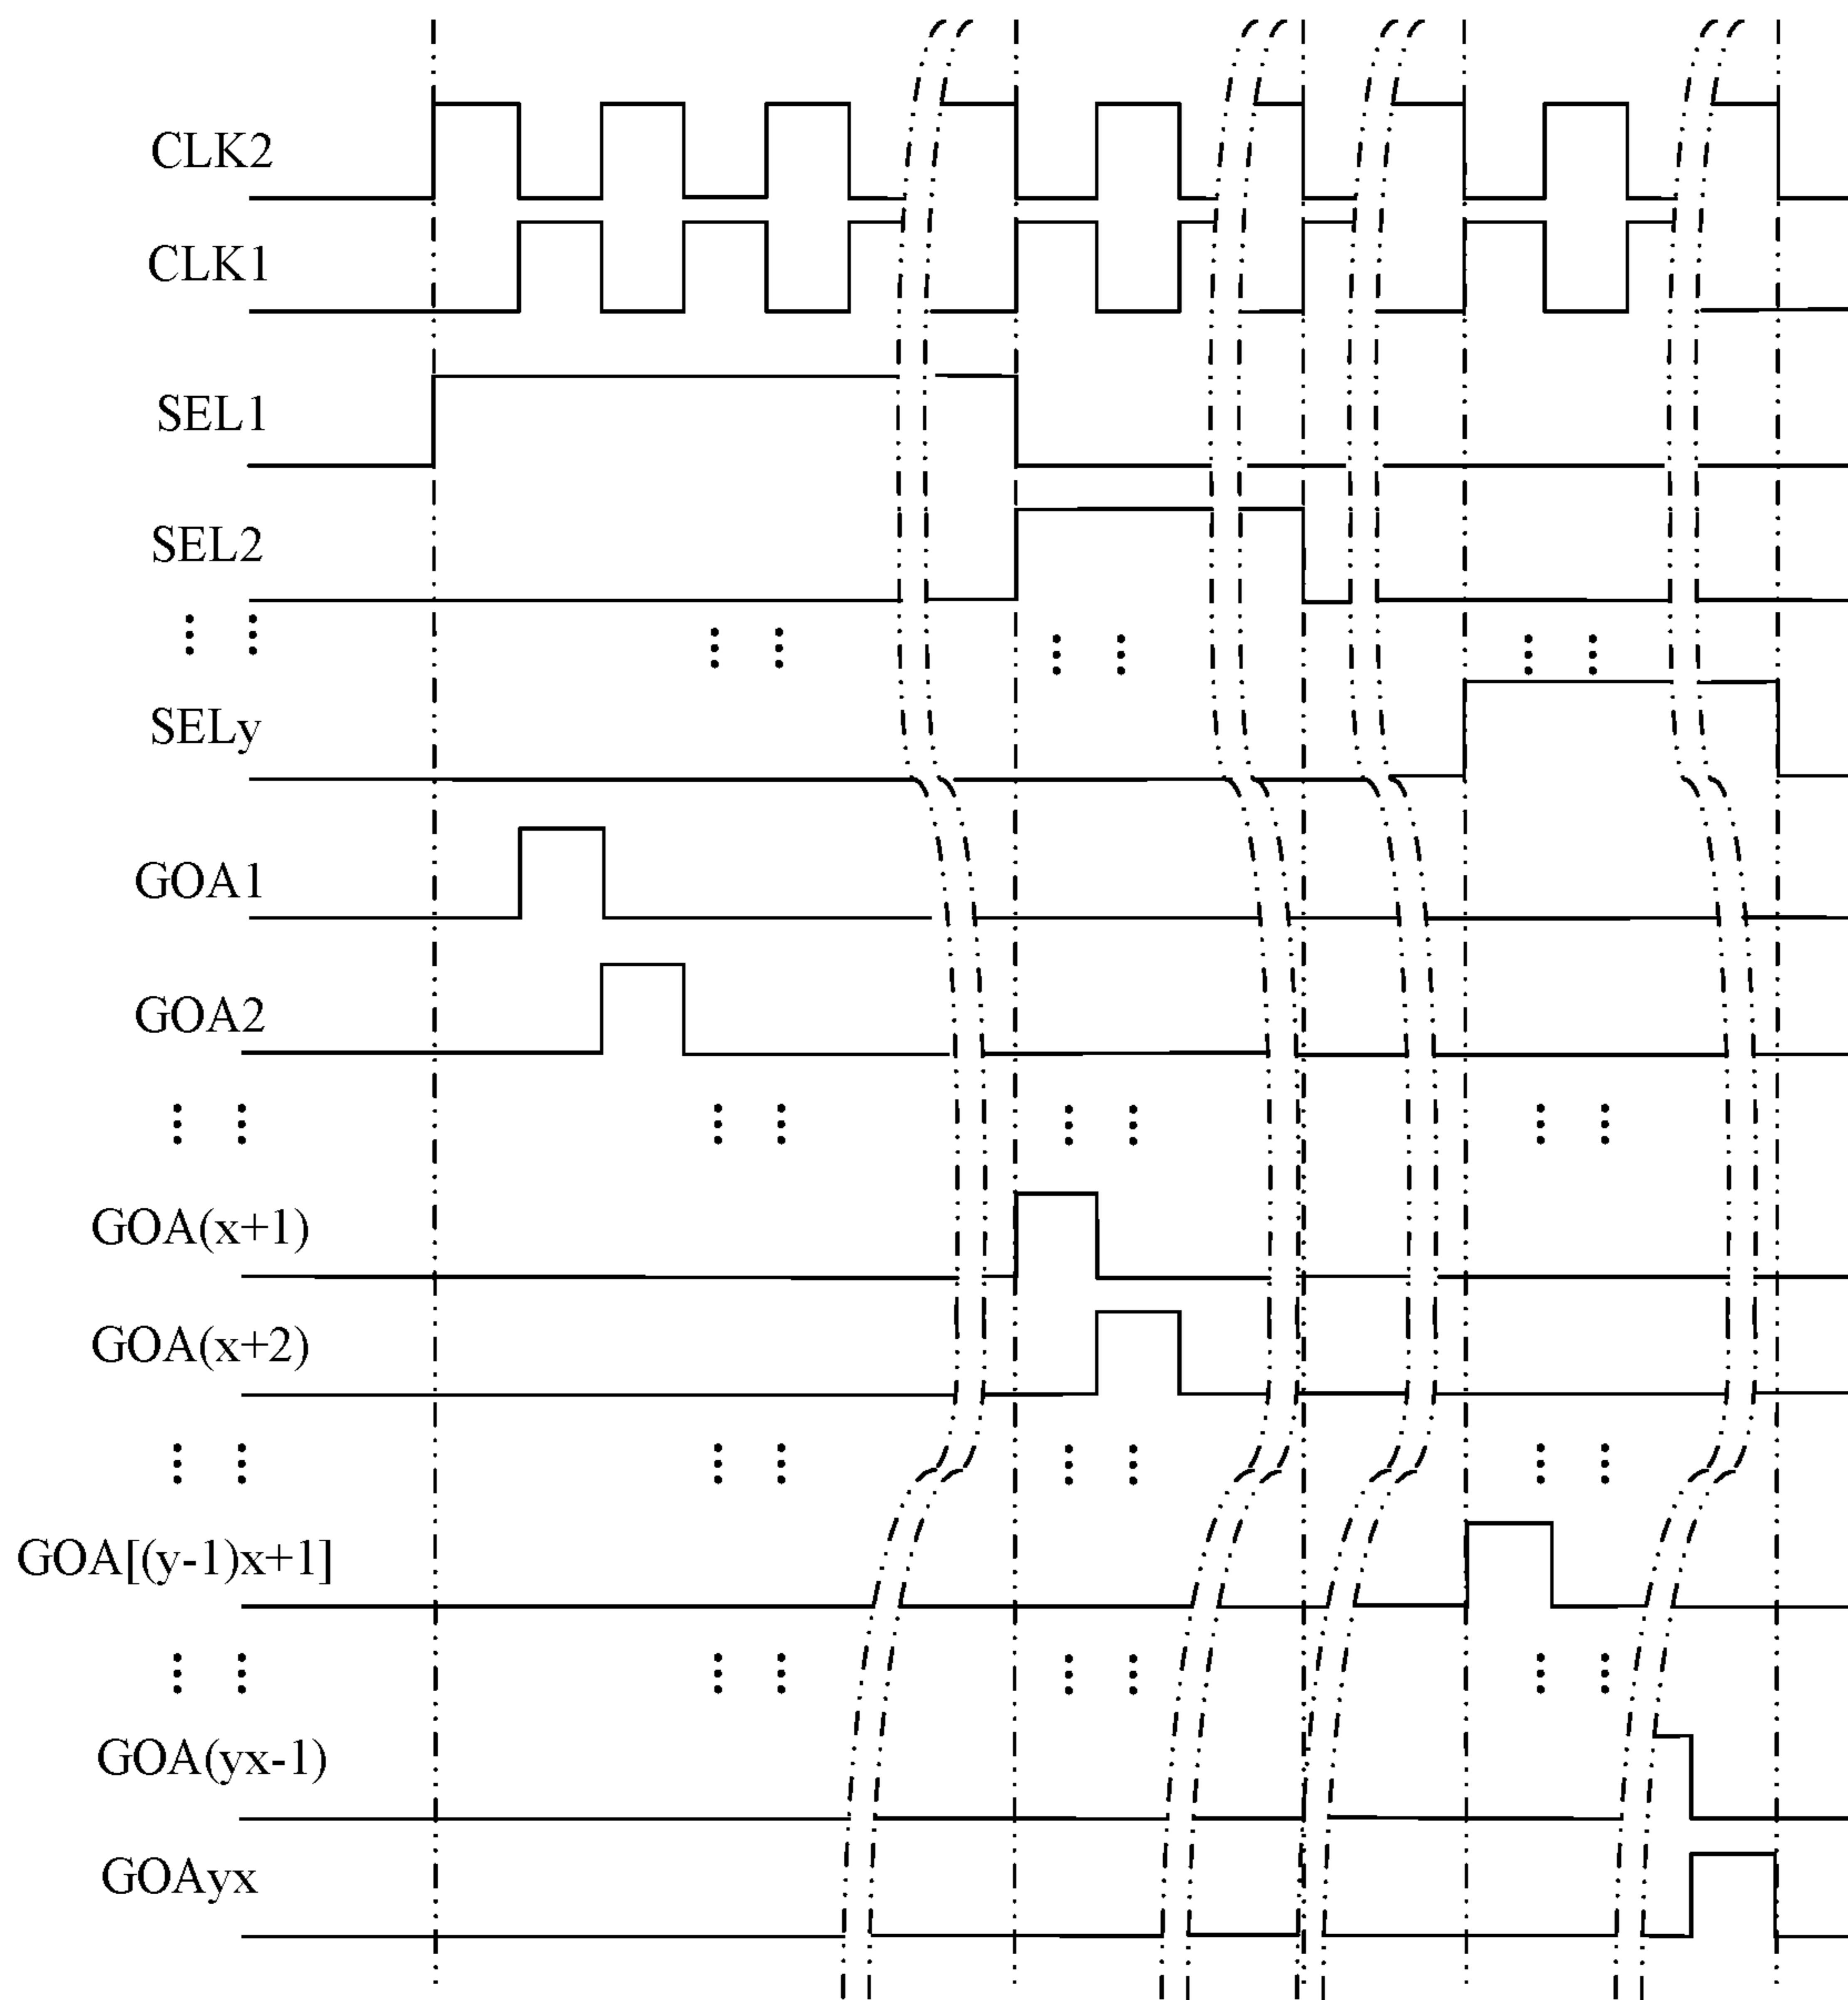 CLK2
CLK1
SEL1
SEL2
SELy
GOA1
GOA2
GOA(x+1)
GOA(x+2)
GOA[(y-1)x+1]
GOA(yx-1)
GOAyx